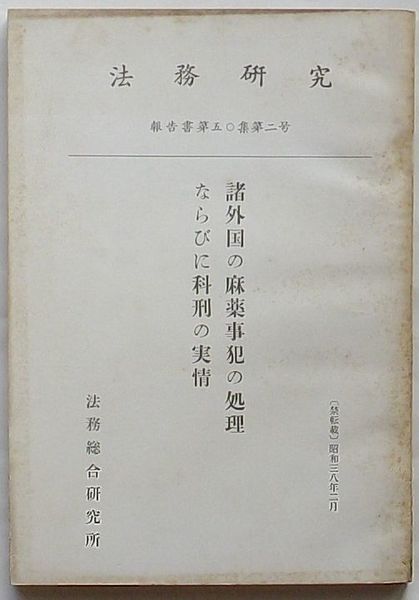 法務研究
報告書第五〇集第二号
諸外国の麻薬事犯の処理
ならびに科刑の実情
〔禁転載〕昭和三八年二月
法務総合研究所